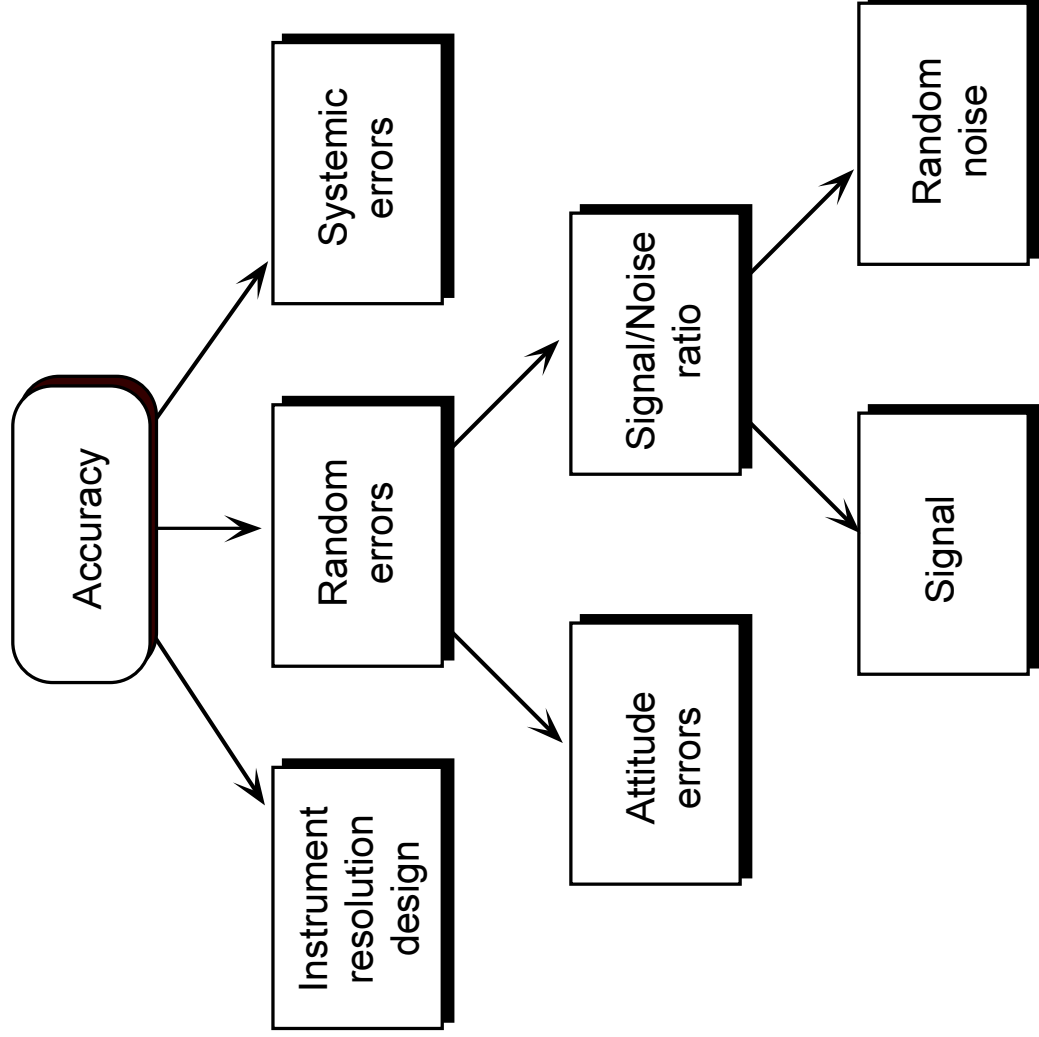 Accuracy
Instrument
resolution
design
Random
errors
Systemic
errors
Attitude
errors
Signal/Noise
ratio
Signal
Random
noise